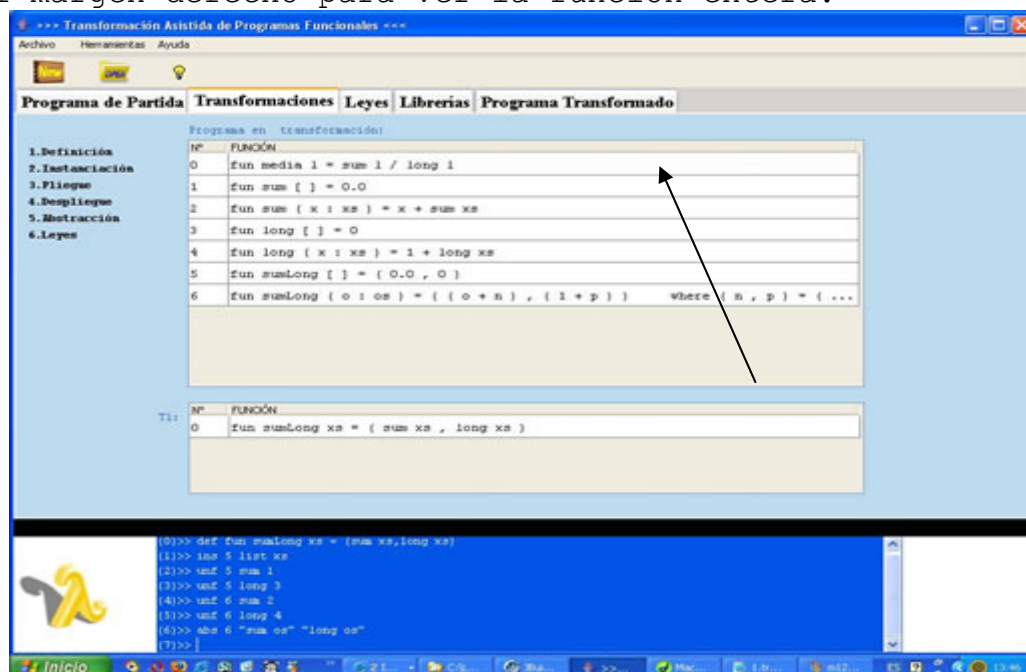 margen derecho para ver la función entera.
>>> Transformación Asistida de Programas Funcionales <<<
Archivo Herramientas Ayuda
OPEN
Programa de Partida Transformaciones Leyes Librerías Programa Transformado
Programa en transformación:
1.Definición
2.Instanciación
3.Pliegue
4.Despliegue
5.Abstracción
6.Leyes
Nº FUNCIÓN
0 fun media l = sum l / long l
1 fun sum [ ] = 0.0
2 fun sum ( x : xs ) = x + sum xs
3 fun long [ ] = 0
4 fun long ( x : xs ) = 1 + long xs
5 fun sumLong [ ] = ( 0.0 , 0 )
6 fun sumLong ( o : os ) = ( ( o + n ) , ( 1 + p ) ) where ( n , p ) = ( ...
T1:
Nº FUNCIÓN
0 fun sumLong xs = ( sum xs , long xs )
(0)>> def fun sumLong xs = (sum xs,long xs)
(1)>> ins 5 list xs
(2)>> unf 5 sum 1
(3)>> unf 5 long 3
(4)>> unf 6 sum 2
(5)>> unf 6 long 4
(6)>> abs 6 "sum os" "long os"
(7)>>
Inicio ES 13:46